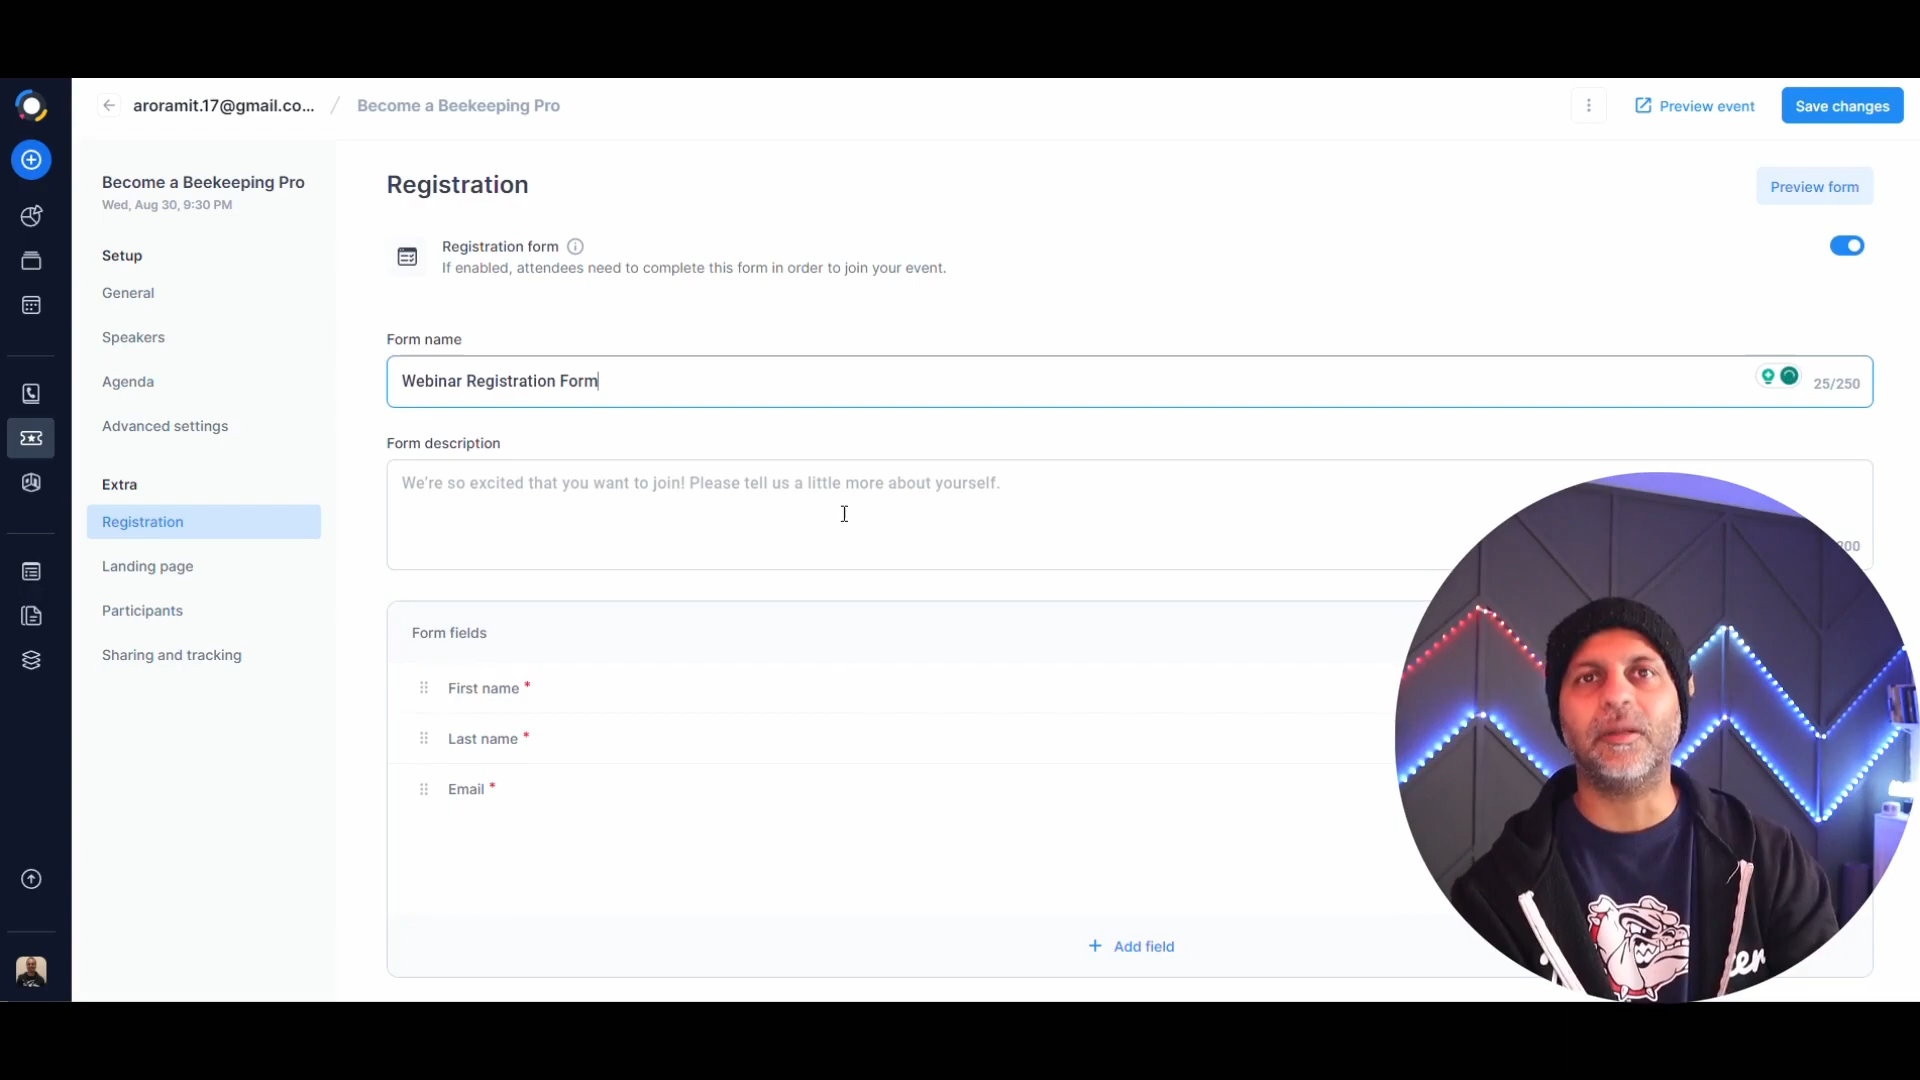 aroramit.17@gmail.co... / Become a Beekeeping Pro
Preview event
Save changes
Become a Beekeeping Pro
Wed, Aug 30, 9:30 PM
Setup
General
Speakers
Agenda
Advanced settings
Extra
Registration
Landing page
Participants
Sharing and tracking
Registration
Preview form
Registration form
If enabled, attendees need to complete this form in order to join your event.
Form name
Webinar Registration Form
25/250
Form description
We're so excited that you want to join! Please tell us a little more about yourself.
Form fields
First name *
Last name *
Email *
+ Add field